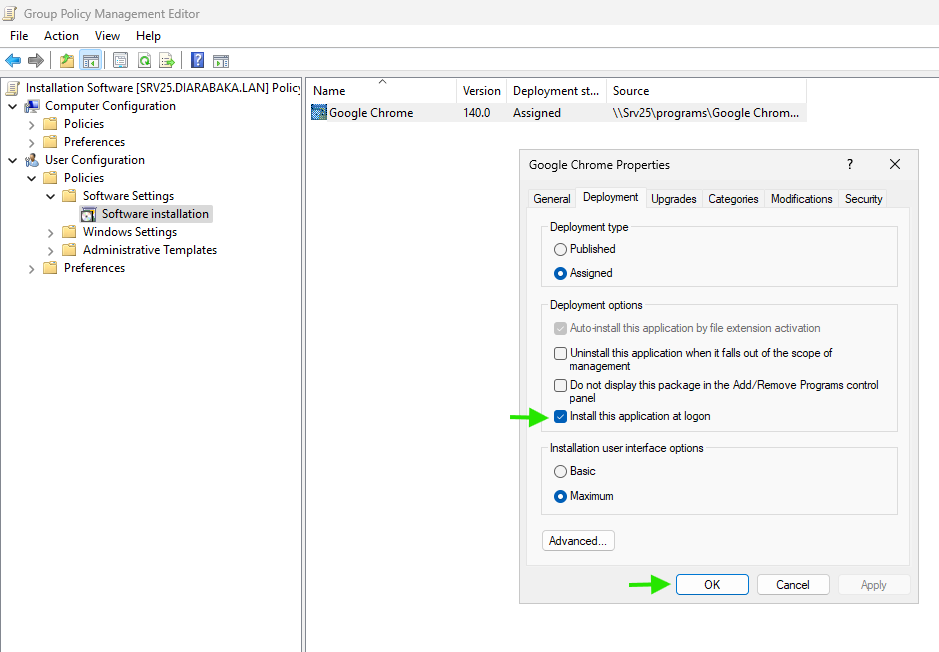 Group Policy Management Editor
File Action View Help
Installation Software [SRV25.DIARABAKA.LAN] Policy
Computer Configuration
Policies
Preferences
User Configuration
Policies
Software Settings
Software installation
Windows Settings
Administrative Templates
Preferences
Name Version Deployment st... Source
Google Chrome 140.0 Assigned \\Srv25\programs\Google Chrom...
Google Chrome Properties ?
General Deployment Upgrades Categories Modifications Security
Deployment type
Published
Assigned
Deployment options
Auto-install this application by file extension activation
Uninstall this application when it falls out of the scope of
management
Do not display this package in the Add/Remove Programs control
panel
Install this application at logon
Installation user interface options
Basic
Maximum
Advanced...
OK Cancel Apply